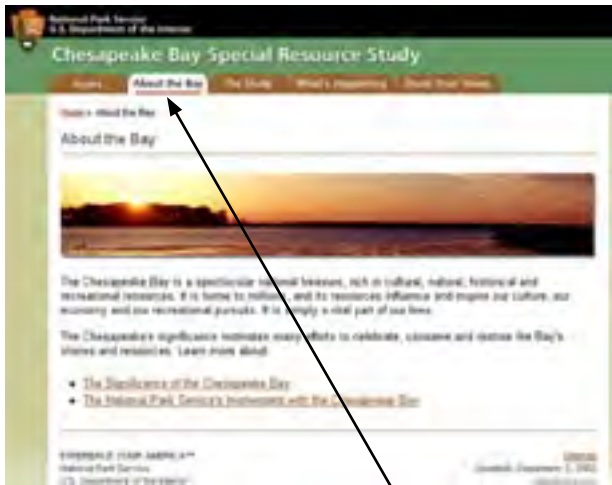 National Park Service
U.S. Department of the Interior
Chesapeake Bay Special Resource Study
Home About the Bay The Study What's Happening Share Your Views
Home > About the Bay
About the Bay
The Chesapeake Bay is a spectacular national treasure, rich in cultural, natural, historical and
recreational resources. It is home to millions, and its resources influence and inspire our culture, our
economy and our recreational pursuits. It is simply a vital part of our lives.
The Chesapeake's significance motivates many efforts to celebrate, conserve and restore the Bay's
stories and resources. Learn more about:
• The Significance of the Chesapeake Bay
• The National Park Service's Involvement with the Chesapeake Bay
EXPERIENCE YOUR AMERICA™
National Park Service
U.S. Department of the Interior